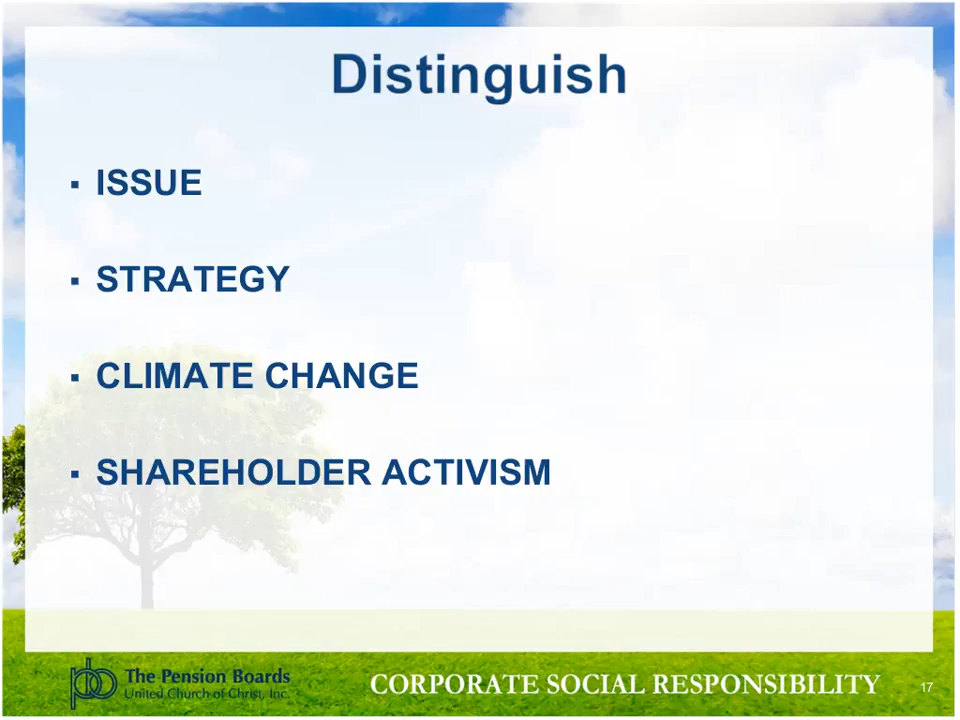 Distinguish
▪ ISSUE
▪ STRATEGY
▪ CLIMATE CHANGE
▪ SHAREHOLDER ACTIVISM
pb The Pension Boards
United Church of Christ, Inc.
CORPORATE SOCIAL RESPONSIBILITY
17